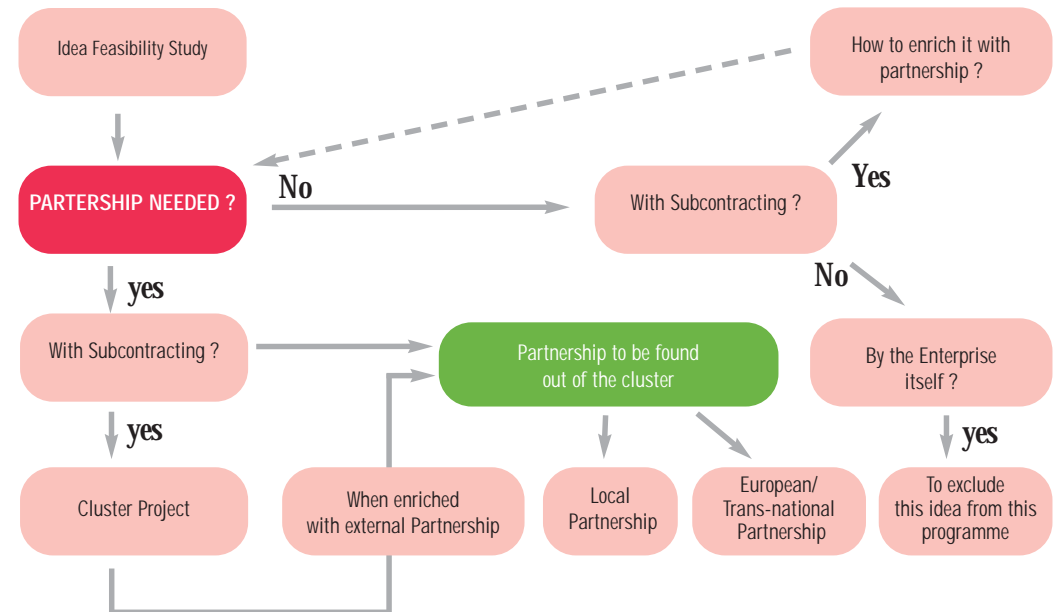 Idea Feasibility Study
How to enrich it with
partnership ?
PARTERSHIP NEEDED ?
No
With Subcontracting ?
Yes
No
yes
With Subcontracting ?
Partnership to be found
out of the cluster
By the Enterprise
itself ?
yes
yes
Cluster Project
When enriched
with external Partnership
Local
Partnership
European/
Trans-national
Partnership
To exclude
this idea from this
programme